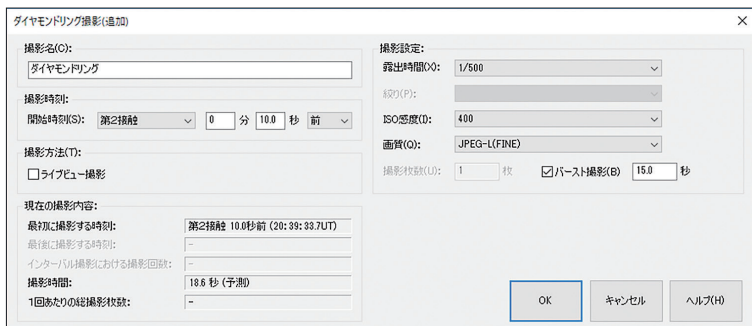 ダイヤモンドリング撮影(追加)
撮影名(C):
ダイヤモンドリング
撮影時刻:
開始時刻(S): 第2接触 0 分 10.0 秒 前
撮影方法(T):
ライブビュー撮影
現在の撮影内容:
最初に撮影する時刻: 第2接触 10.0秒前 (20:39:33.7UT)
最後に撮影する時刻: -
インターバル撮影における撮影回数: -
撮影時間: 18.6 秒 (予測)
1回あたりの総撮影枚数: -
撮影設定:
露出時間(X): 1/500
絞り(P):
ISO感度(I): 400
画質(Q): JPEG-L(FINE)
撮影枚数(U): 1 枚 バースト撮影(B) 15.0 秒
OK キャンセル ヘルプ(H)